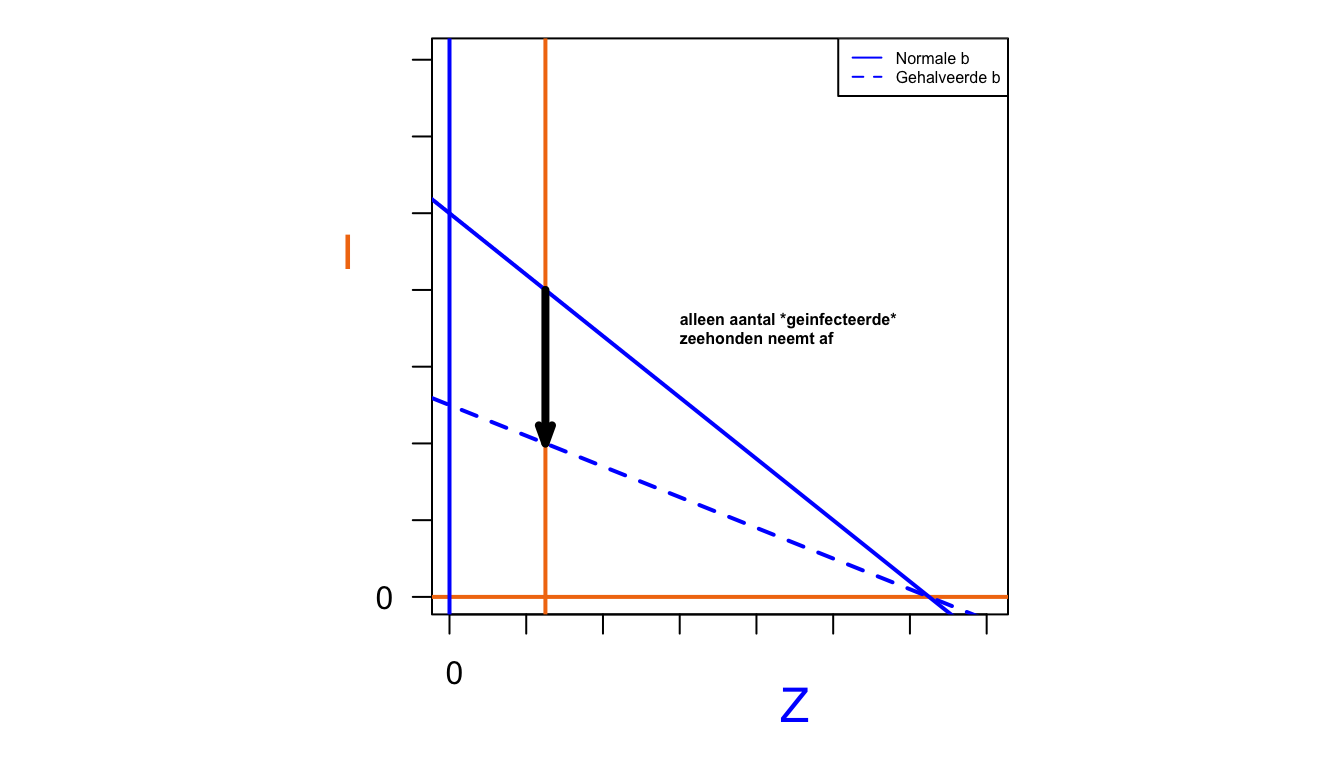 Normale b
Gehalveerde b
I
alleen aantal *geinfecteerde*
zeehonden neemt af
0
0
Z